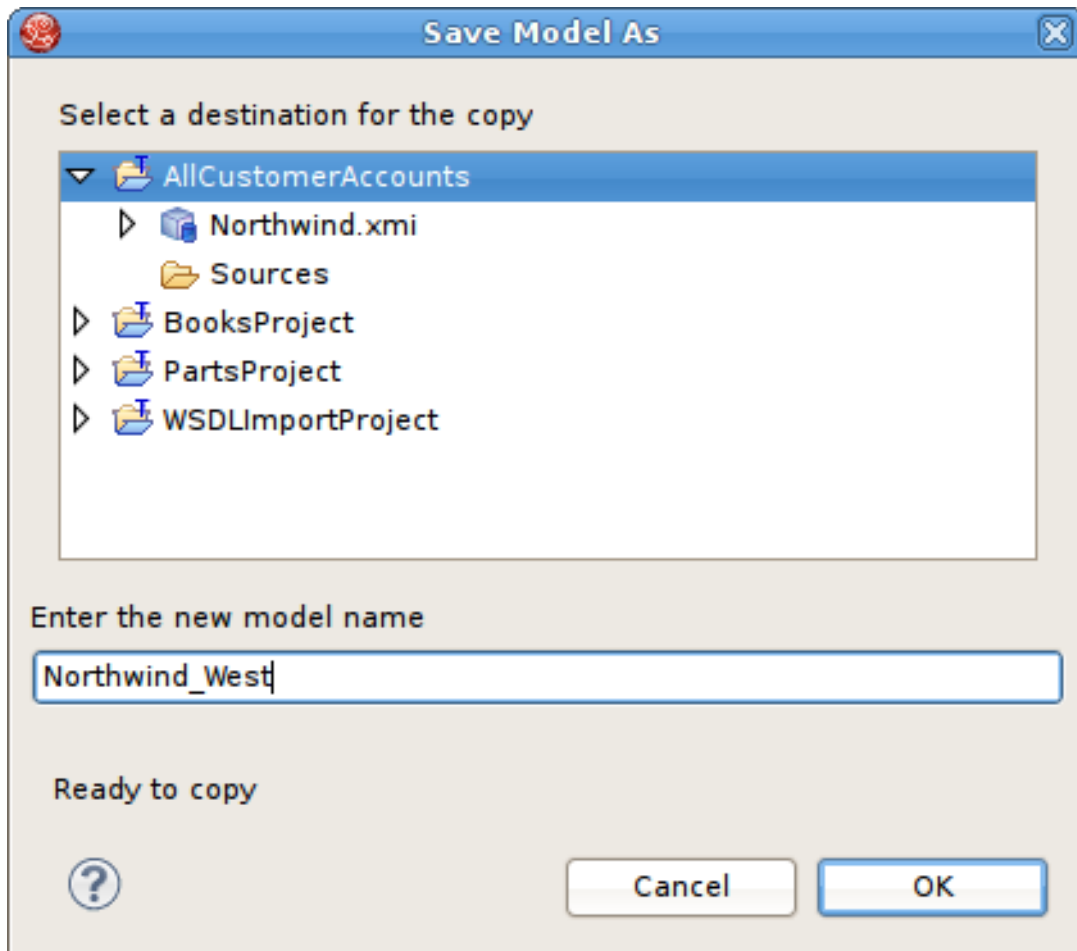 Save Model As
Select a destination for the copy
AllCustomerAccounts
Northwind.xmi
Sources
BooksProject
PartsProject
WSDLImportProject
Enter the new model name
Northwind_West
Ready to copy
? Cancel OK